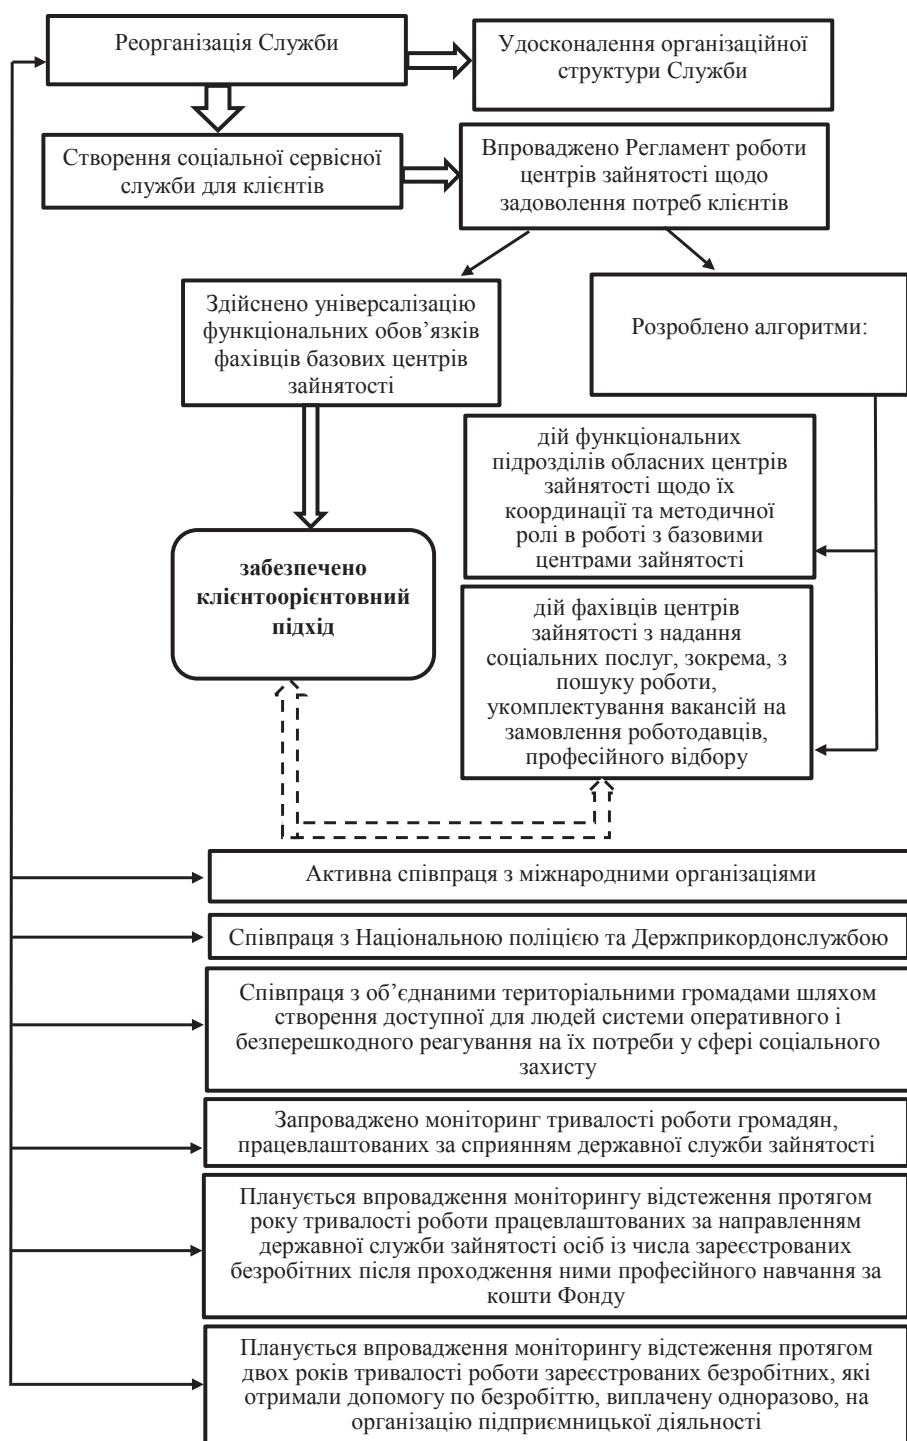 Реорганізація Служби
Удосконалення організаційної
структури Служби
Створення соціальної сервісної
служби для клієнтів
Впроваджено Регламент роботи
центрів зайнятості щодо
задоволення потреб клієнтів
Здійснено універсалізацію
функціональних обов’язків
фахівців базових центрів
зайнятості
Розроблено алгоритми:
дій функціональних
підрозділів обласних центрів
зайнятості щодо їх
координації та методичної
ролі в роботі з базовими
центрами зайнятості
забезпечено
клієнтоорієнтовний
підхід
дій фахівців центрів
зайнятості з надання
соціальних послуг, зокрема, з
пошуку роботи,
укомплектування вакансій на
замовлення роботодавців,
професійного відбору
Активна співпраця з міжнародними організаціями
Співпраця з Національною поліцією та Держприкордонслужбою
Співпраця з об’єднаними територіальними громадами шляхом
створення доступної для людей системи оперативного і
безперешкодного реагування на їх потреби у сфері соціального
захисту
Запроваджено моніторинг тривалості роботи громадян,
працевлаштованих за сприянням державної служби зайнятості
Планується впровадження моніторингу відстеження протягом
року тривалості роботи працевлаштованих за направленням
державної служби зайнятості осіб із числа зареєстрованих
безробітних після проходження ними професійного навчання за
кошти Фонду
Планується впровадження моніторингу відстеження протягом
двох років тривалості роботи зареєстрованих безробітних, які
отримали допомогу по безробіттю, виплачену одноразово, на
організацію підприємницької діяльності